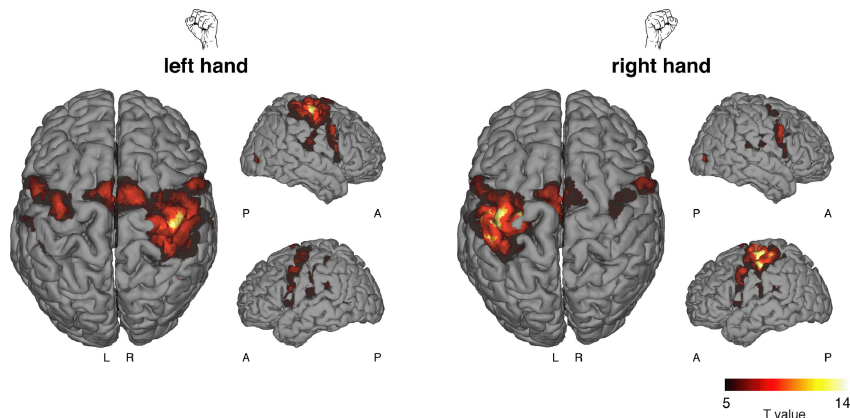 left hand
right hand
P A
P A
A P
A P
L R
L R
5 14
T value